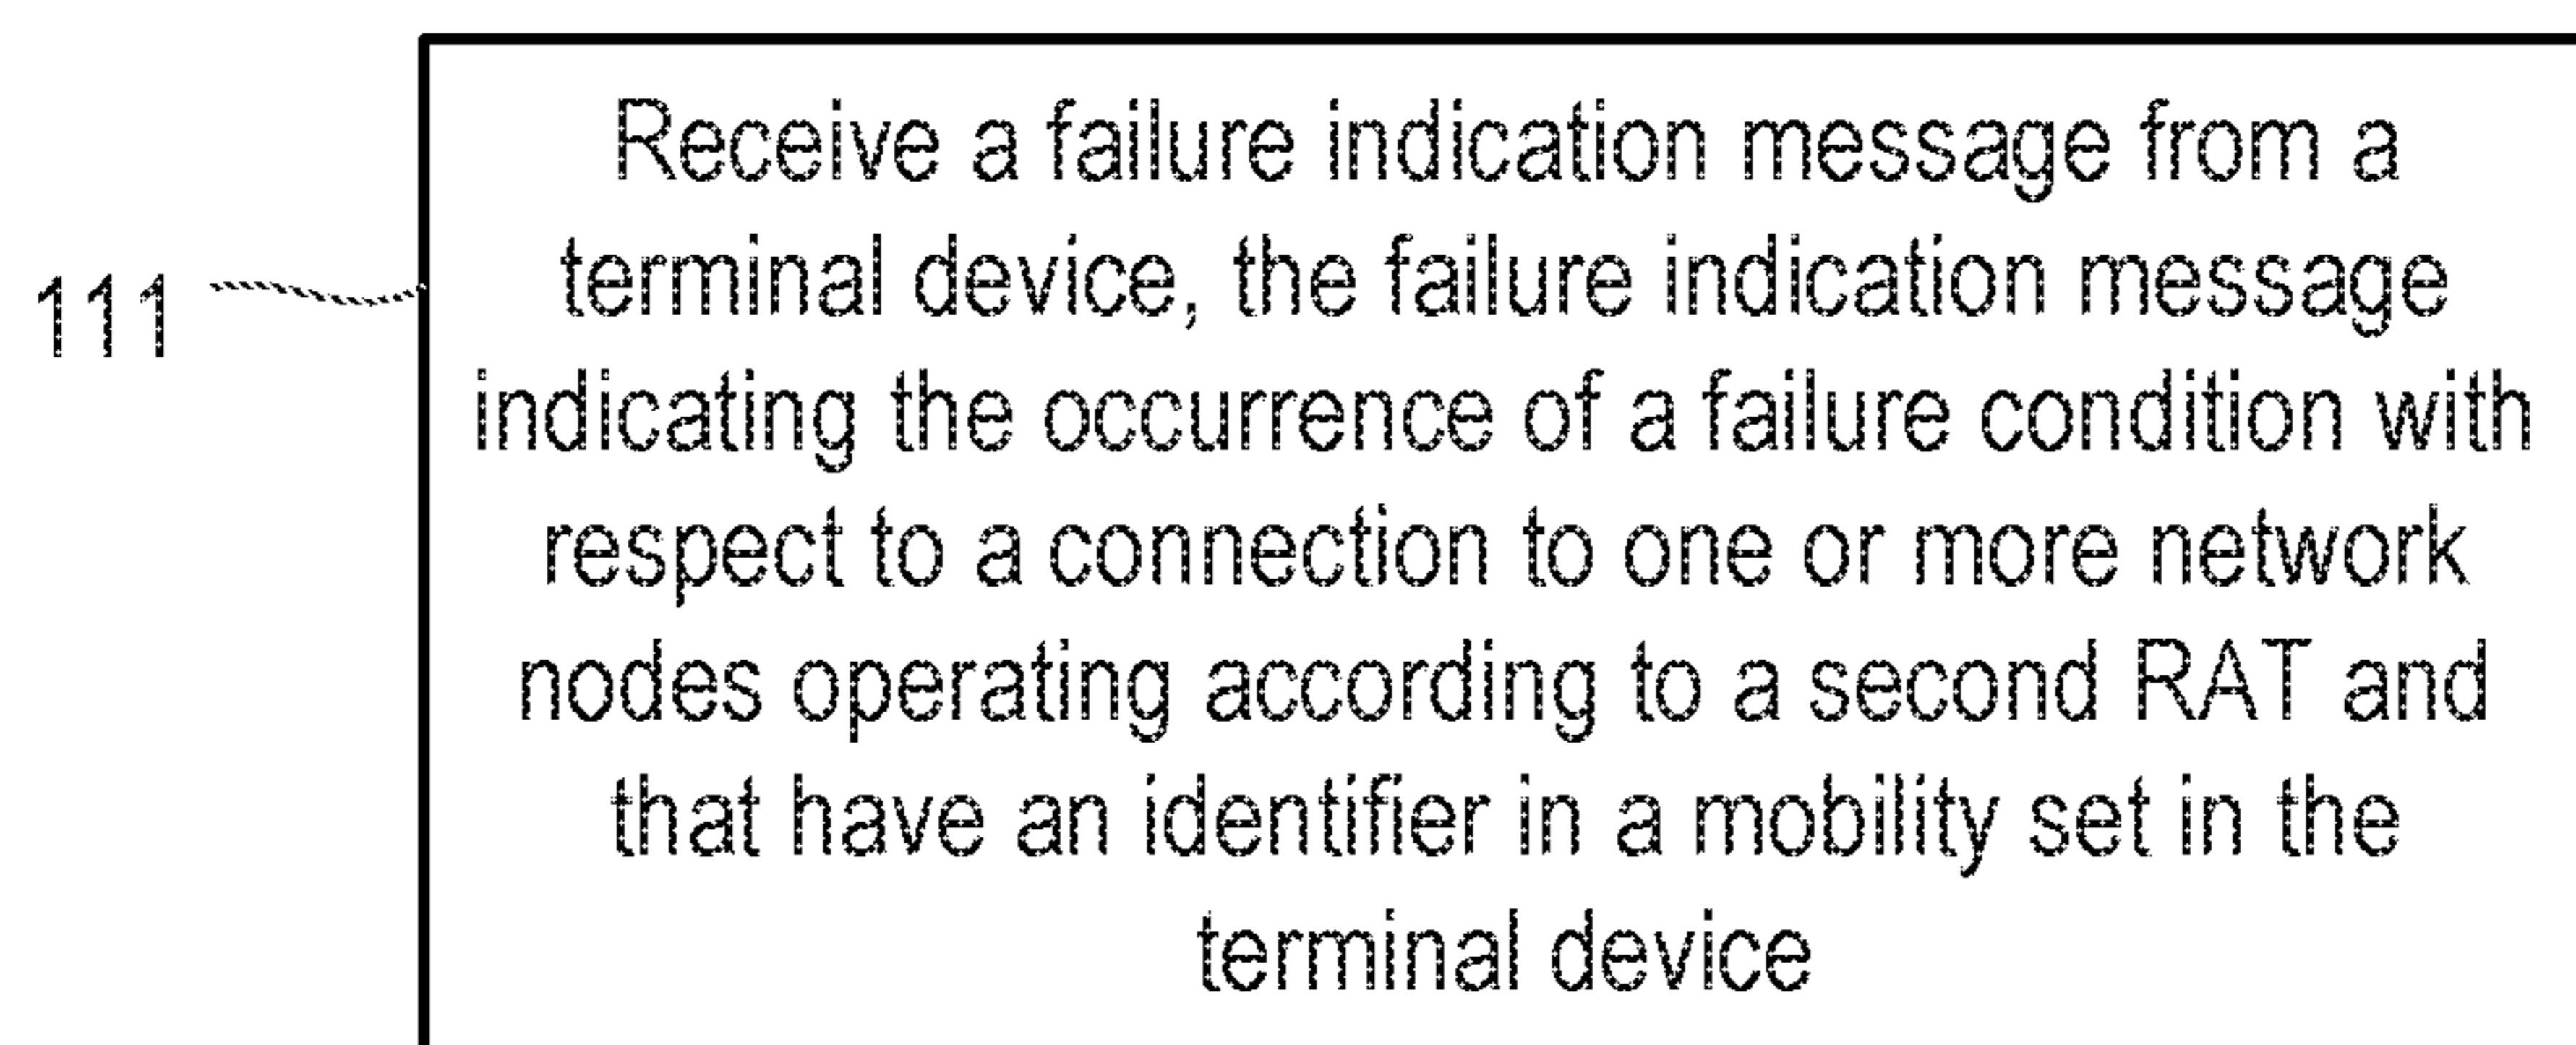 Receive a failure indication message from a
terminal device, the failure indication message
111
indicating the occurrence of a failure condition with
respect to a connection to one or more network
nodes operating according to a second RAT and
that have an identifier in a mobility set in the
terminal device